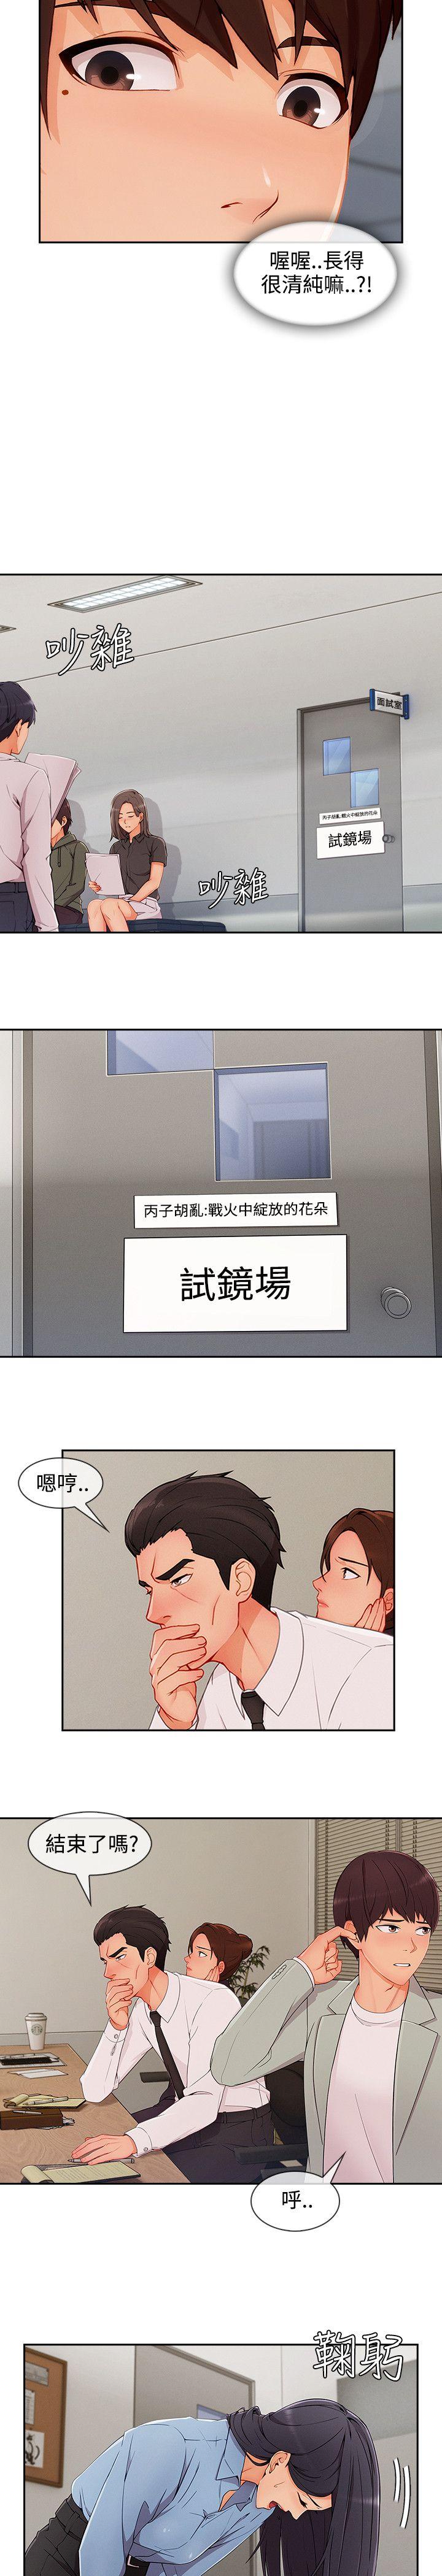 喔喔..長得
很清純嘛..?!
吵雜
面試室
丙子胡亂:戰火中綻放的花朵
試鏡場
吵雜
丙子胡亂:戰火中綻放的花朵
試鏡場
嗯哼..
結束了嗎?
呼..
鞠躬